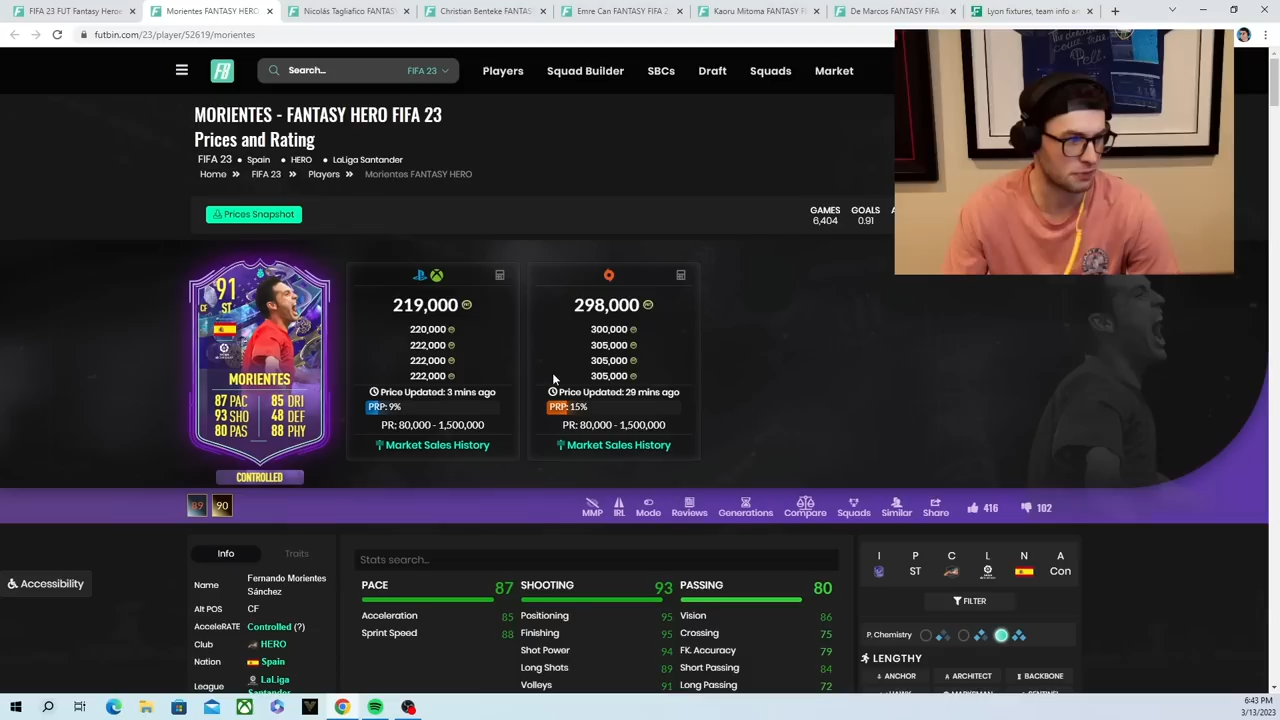 FIFA 23 FUT Fantasy Heroe
Morientes FANTASY HERO
Nicolás Tagliafico FANTASY
Christian Benteke FANTASY
Emre Can FANTASY FIFA 2
Kaoru Mitoma FANTASY F
De Marcos FANTASY FIFA
Lyon fixtures, team info an
futbin.com/23/player/52619/morientes
Search...
FIFA 23
Players
Squad Builder
SBCs
Draft
Squads
Market
MORIENTES - FANTASY HERO FIFA 23
Prices and Rating
FIFA 23 • Spain • HERO • LaLiga Santander
Home » FIFA 23 » Players » Morientes FANTASY HERO
Prices Snapshot
GAMES
6,404
GOALS
0.91
91
CF
ST
MORIENTES
87 PAC
93 SHO
80 PAS
85 DRI
48 DEF
88 PHY
CONTROLLED
219,000
220,000
222,000
222,000
222,000
Price Updated: 3 mins ago
PRP: 9%
PR: 80,000 - 1,500,000
Market Sales History
298,000
300,000
305,000
305,000
305,000
Price Updated: 29 mins ago
PRP: 15%
PR: 80,000 - 1,500,000
Market Sales History
89
90
MMP
IRL
Mode
Reviews
Generations
Compare
Squads
Similar
Share
416
102
Accessibility
Info
Traits
Name
Fernando Morientes
Sánchez
Alt POS
CF
AcceleRATE
Controlled (?)
Club
HERO
Nation
Spain
League
LaLiga
Santander
Stats search...
PACE 87
Acceleration 85
Sprint Speed 88
SHOOTING 93
Positioning 95
Finishing 95
Shot Power 94
Long Shots 89
Volleys 91
PASSING 80
Vision 86
Crossing 75
FK. Accuracy 79
Short Passing 84
Long Passing 72
I P C L N A
ST
Con
FILTER
P. Chemistry
LENGTHY
ANCHOR
ARCHITECT
BACKBONE
6:43 PM
3/13/2023